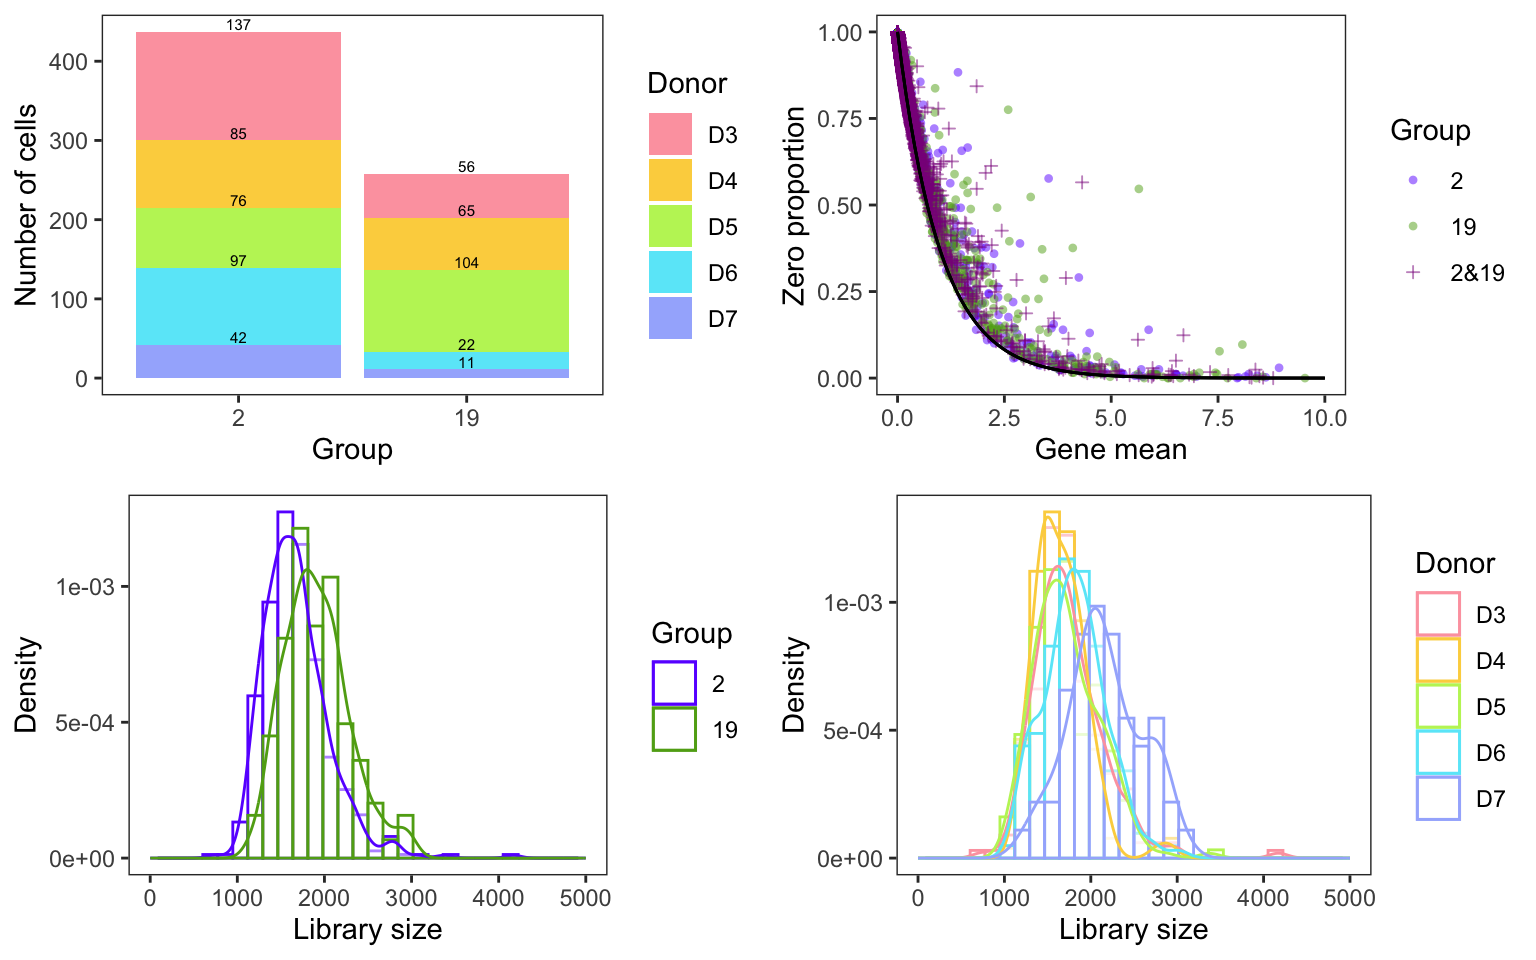 Number of cells
400
300
200
100
0
137
85
76
97
42
56
65
104
22
11
2
19
Group
Donor
D3
D4
D5
D6
D7
Zero proportion
1.00
0.75
0.50
0.25
0.00
0.0
2.5
5.0
7.5
10.0
Gene mean
Group
2
19
2&19
Density
1e-03
5e-04
0e+00
0
1000
2000
3000
4000
5000
Library size
Group
2
19
Density
1e-03
5e-04
0e+00
0
1000
2000
3000
4000
5000
Library size
Donor
D3
D4
D5
D6
D7